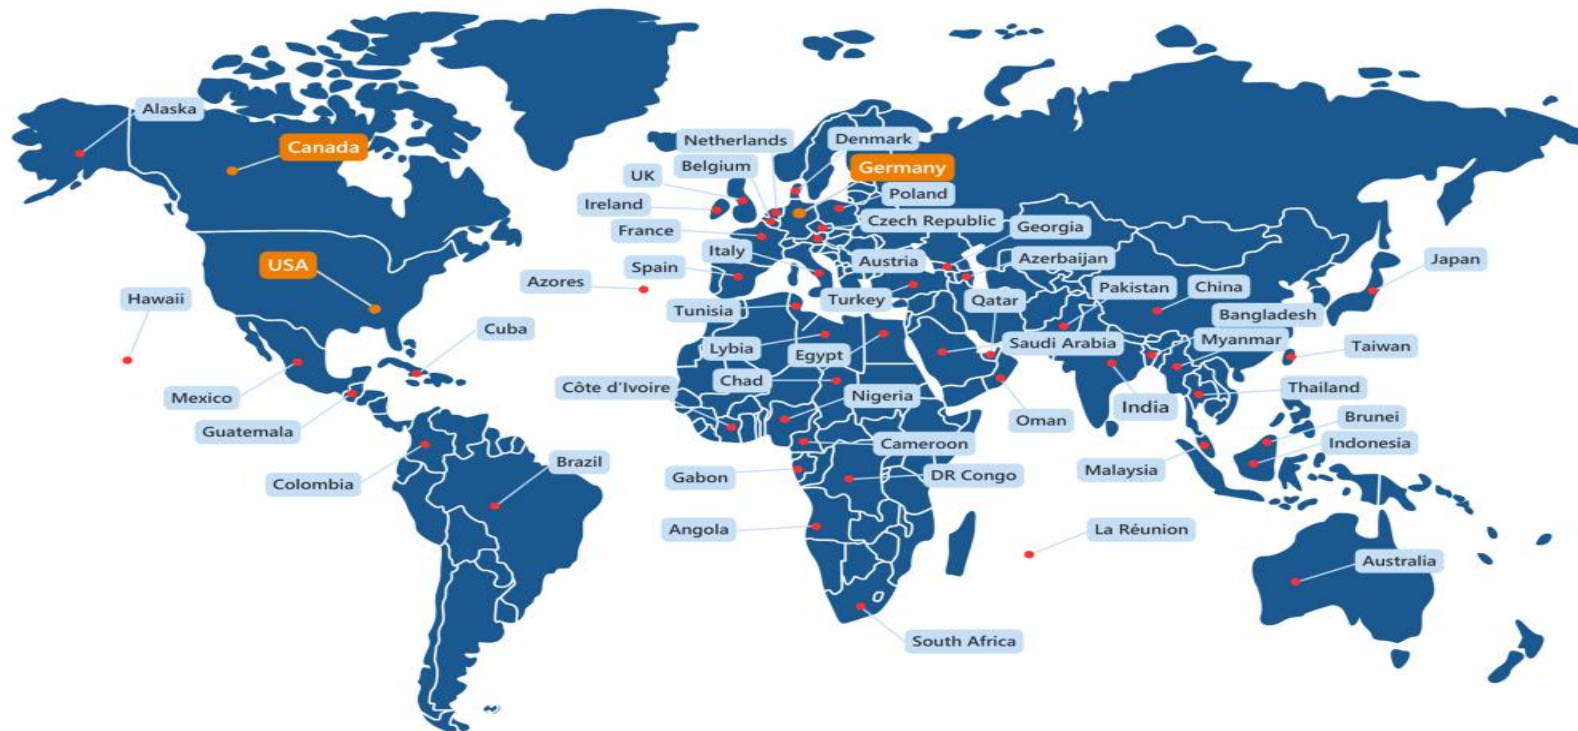 Alaska
Canada
USA
Hawaii
Mexico
Guatemala
Cuba
Colombia
Brazil
Azores
Netherlands
Denmark
Belgium
Germany
UK
Poland
Ireland
Czech Republic
France
Georgia
Italy
Austria
Azerbaijan
Spain
Turkey
Qatar
Pakistan
China
Japan
Tunisia
Bangladesh
Lybia
Egypt
Saudi Arabia
Myanmar
Taiwan
Côte d'Ivoire
Chad
Nigeria
Thailand
Oman
India
Brunei
Cameroon
Indonesia
Gabon
DR Congo
Malaysia
Angola
La Réunion
Australia
South Africa